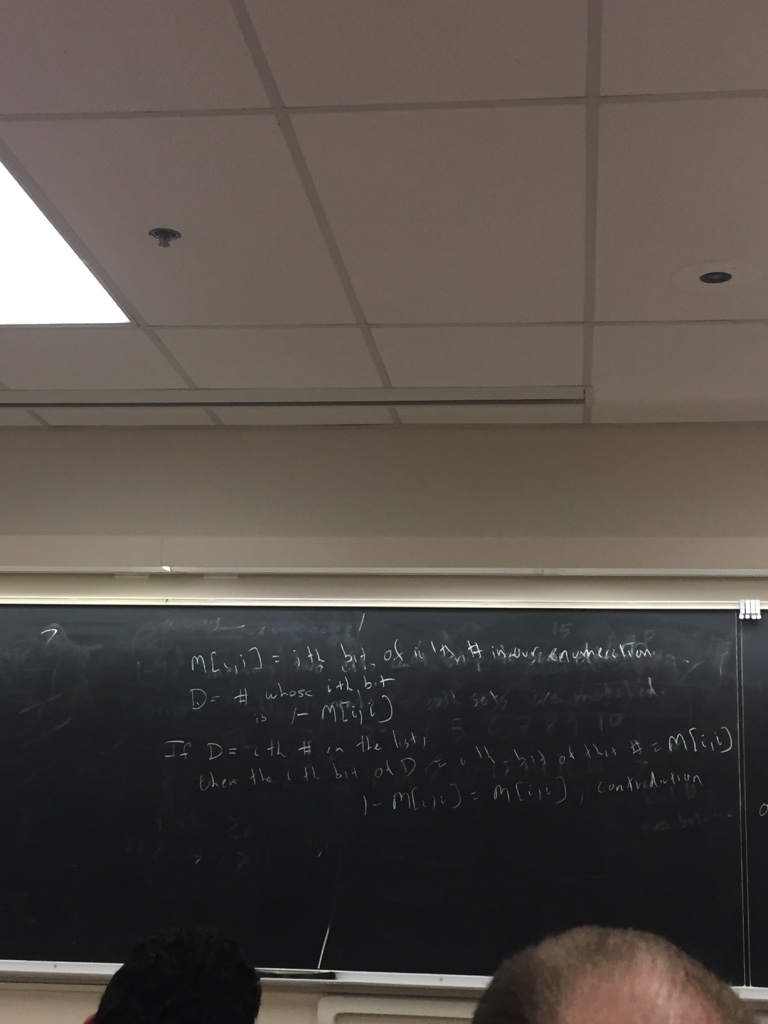 M[i,i] = ith bit of i'th # in our enumeration.
D = # whose ith bit
is 1 - M[i,i]
If D = ith # in the list,
then the ith bit of D = ith bit of this # = M[i,i]
1 - M[i,i] = M[i,i], contradiction